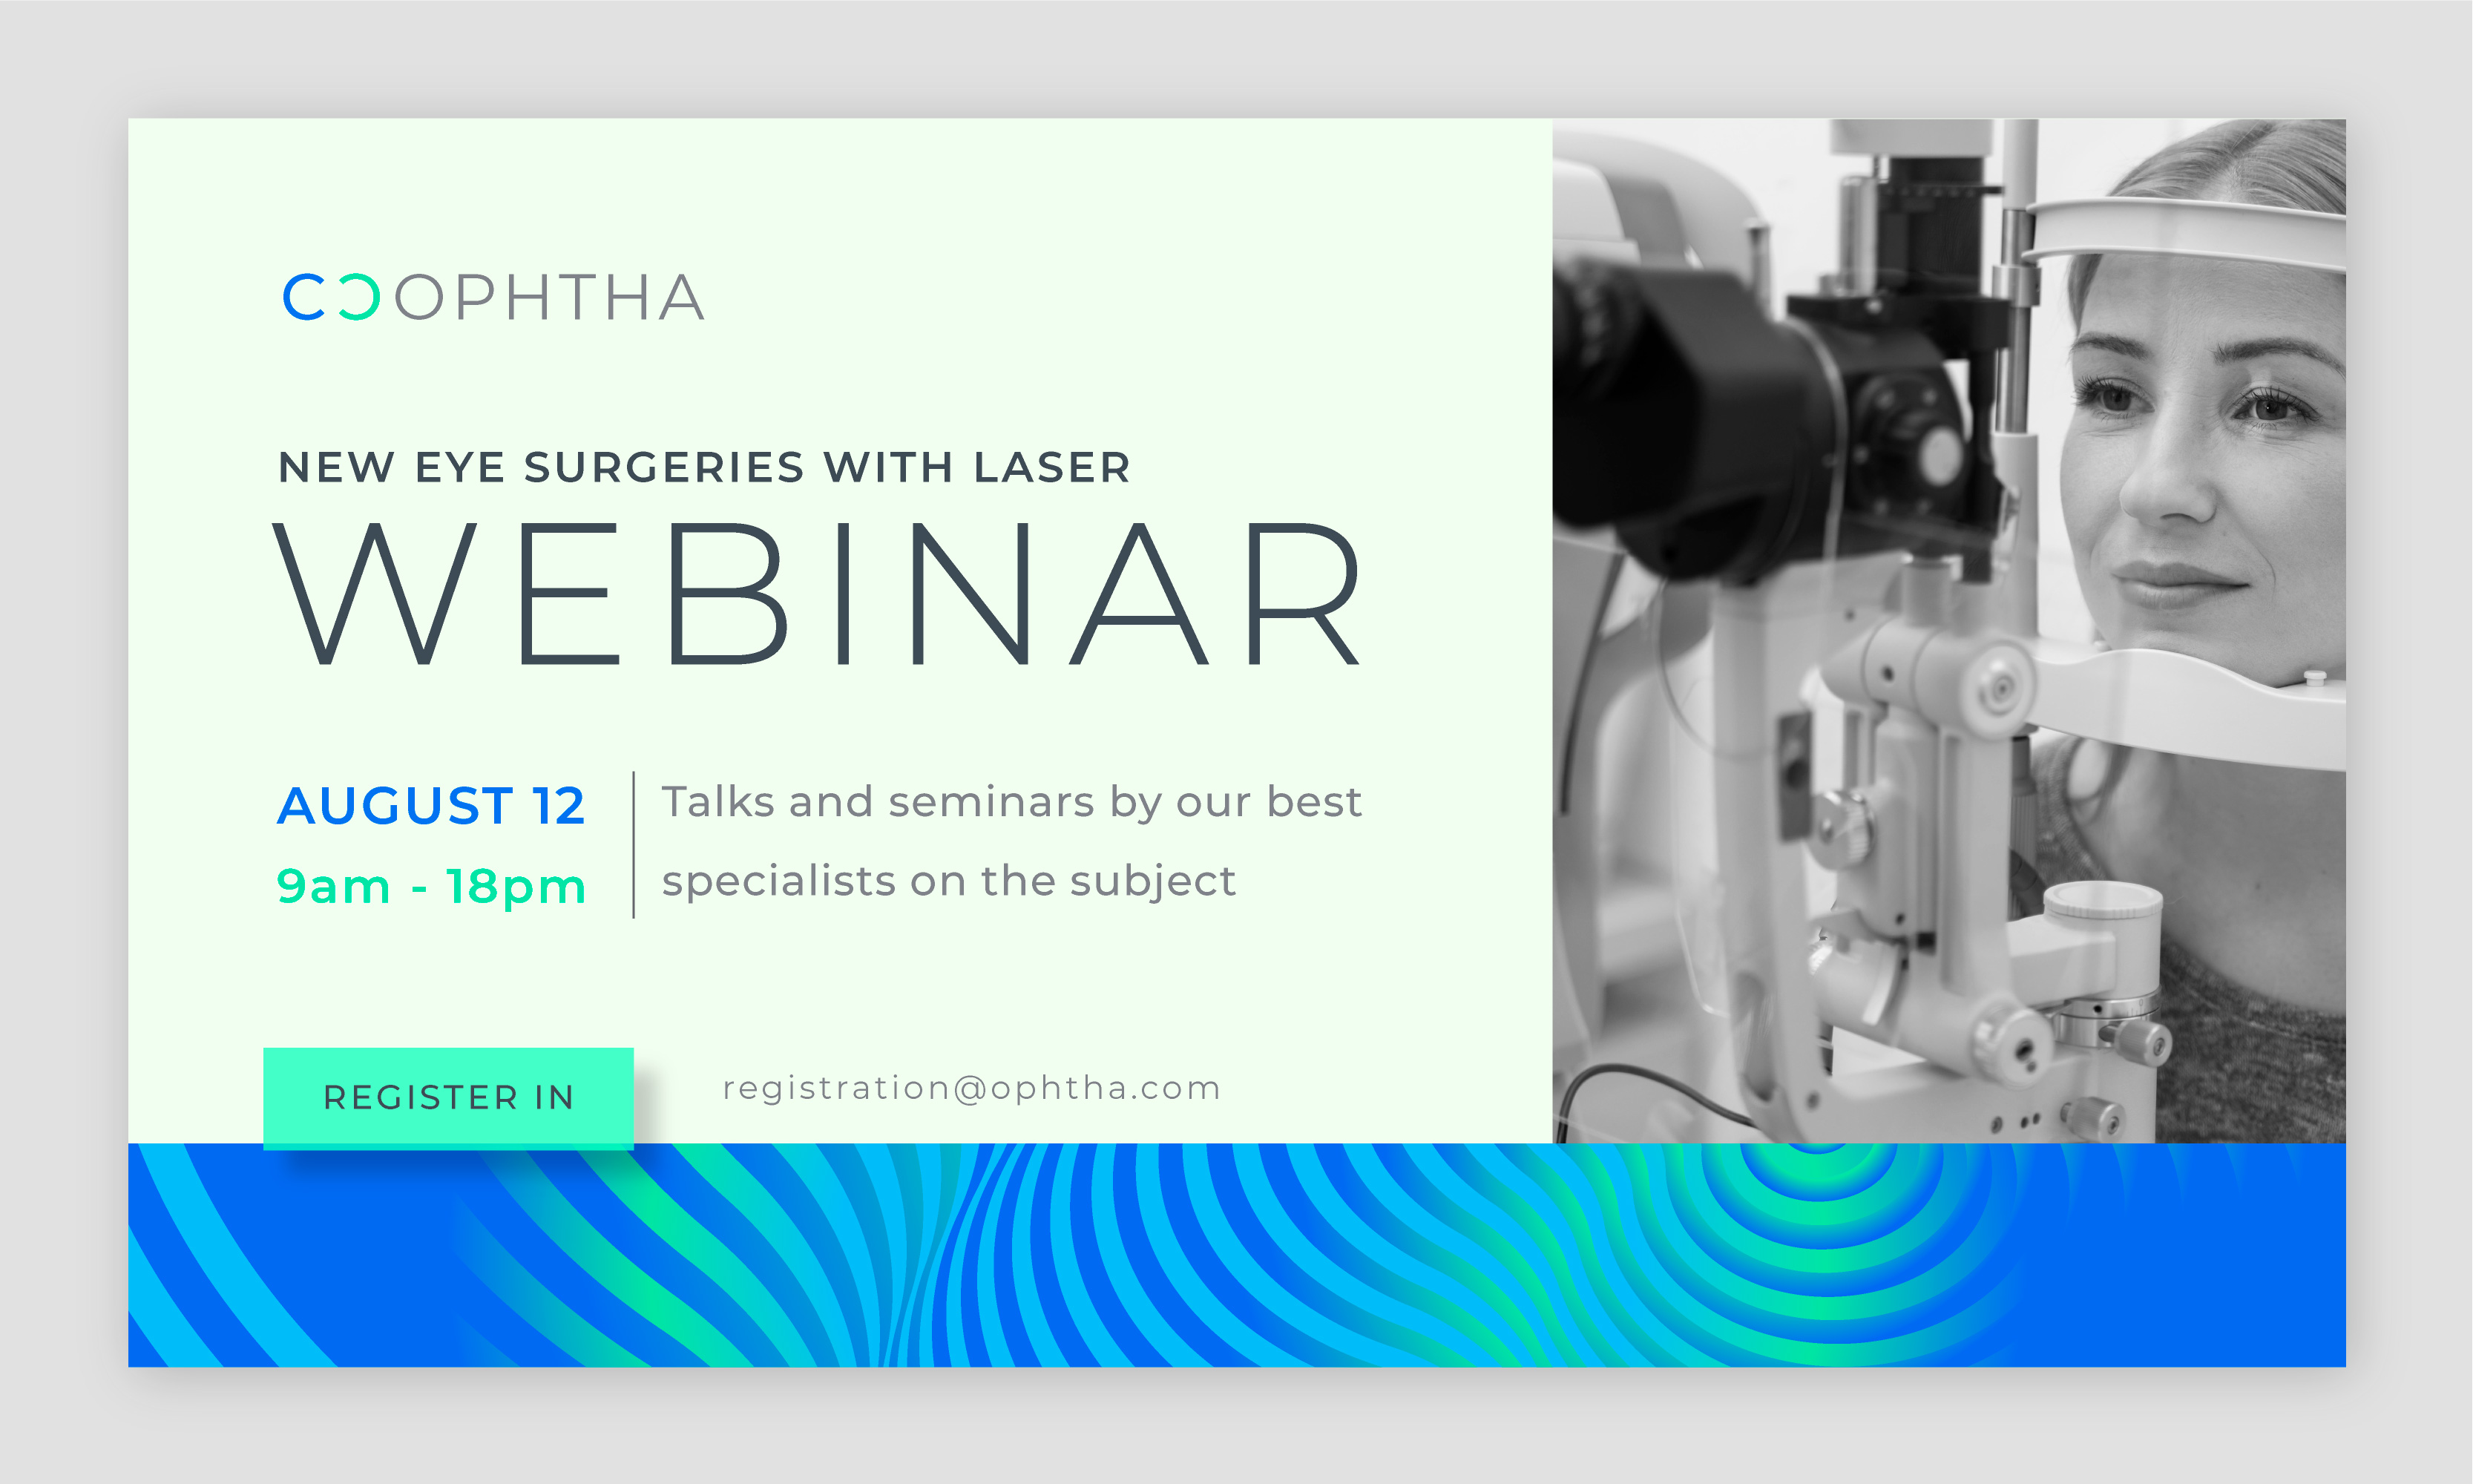 OPHTHA
NEW EYE SURGERIES WITH LASER
WEBINAR
AUGUST 12
9am - 18pm
Talks and seminars by our best
specialists on the subject
REGISTER IN
registration@ophtha.com